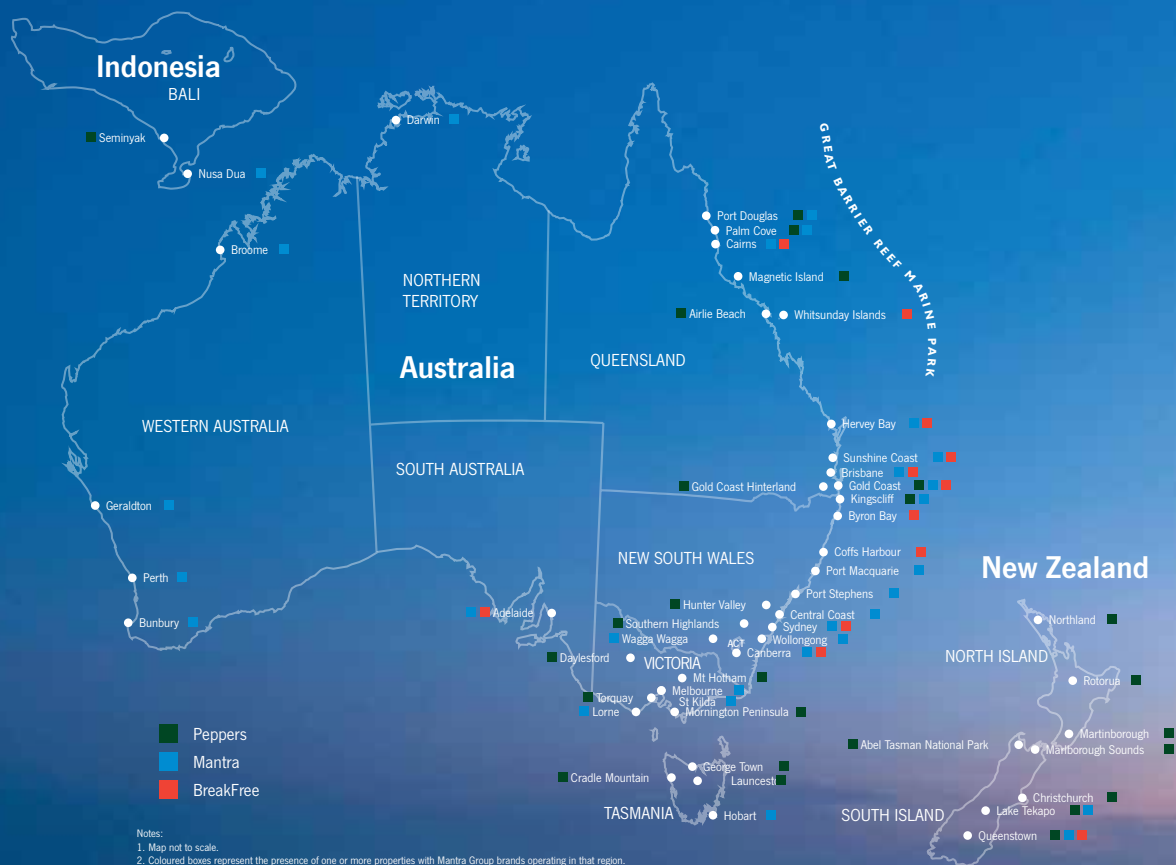 Indonesia
BALI
Seminyak
Nusa Dua
Darwin
Broome
NORTHERN
TERRITORY
Australia
WESTERN AUSTRALIA
SOUTH AUSTRALIA
QUEENSLAND
GREAT BARRIER REEF MARINE PARK
Port Douglas
Palm Cove
Cairns
Magnetic Island
Airlie Beach
Whitsunday Islands
Hervey Bay
Sunshine Coast
Brisbane
Gold Coast Hinterland
Gold Coast
Kingscliff
Byron Bay
Geraldton
Perth
Bunbury
NEW SOUTH WALES
Coffs Harbour
Port Macquarie
Port Stephens
Hunter Valley
Central Coast
Adelaide
Southern Highlands
Sydney
Wagga Wagga
Wollongong
ACT
Canberra
Daylesford
VICTORIA
Mt Hotham
Melbourne
Torquay
St Kilda
Lorne
Mornington Peninsula
George Town
Cradle Mountain
Launcest
TASMANIA
Hobart
New Zealand
Northland
NORTH ISLAND
Rotorua
Martinborough
Abel Tasman National Park
Marlborough Sounds
Christchurch
SOUTH ISLAND
Lake Tekapo
Queenstown
Peppers
Mantra
BreakFree
Notes:
1. Map not to scale.
2. Coloured boxes represent the presence of one or more properties with Mantra Group brands operating in that region.